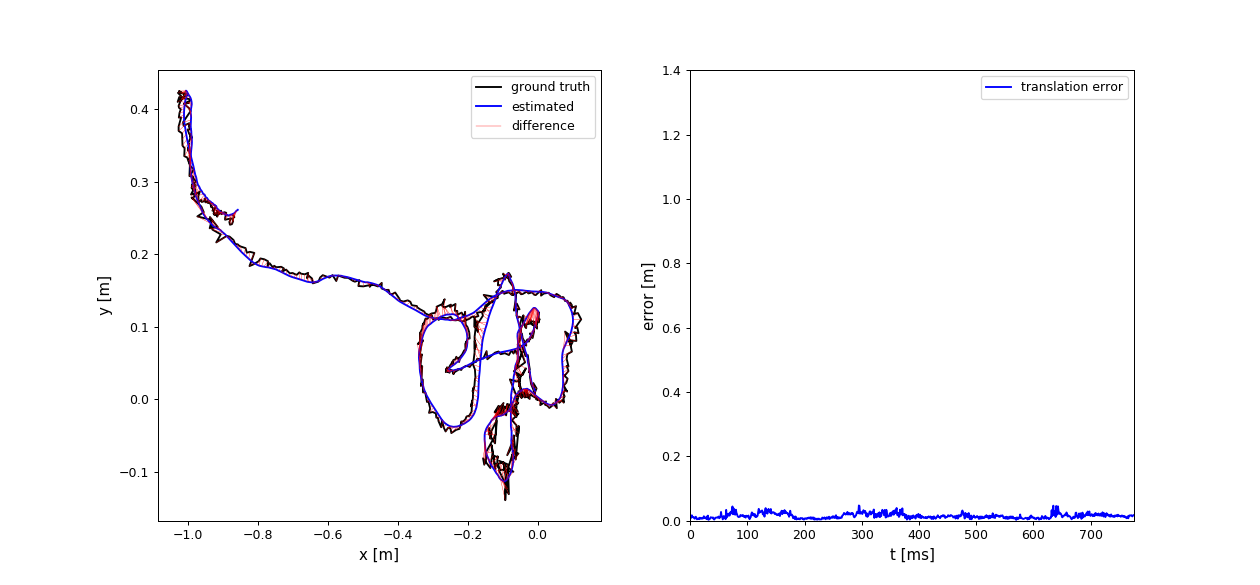 ground truth
estimated
difference
0.4
0.3
0.2
0.1
0.0
−0.1
−1.0 −0.8 −0.6 −0.4 −0.2 0.0
x [m]
y [m]
translation error
1.4
1.2
1.0
0.8
0.6
0.4
0.2
0.0
0 100 200 300 400 500 600 700
t [ms]
error [m]